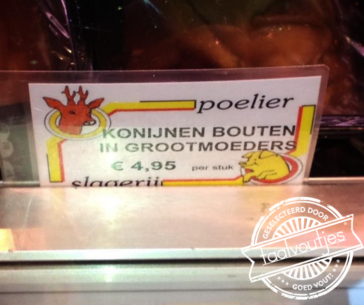 poelier
KONIJNEN BOUTEN
IN GROOTMOEDERS
€ 4,95 per stuk
slagerij
GESELECTEERD DOOR
taalvoutjes
GOED VOUT!